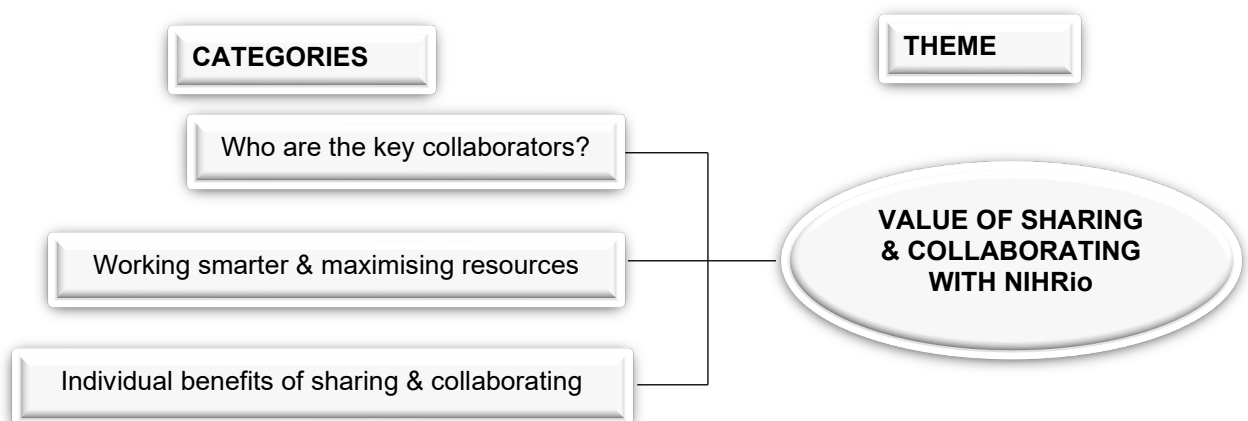 CATEGORIES
THEME
Who are the key collaborators?
Working smarter & maximising resources
Individual benefits of sharing & collaborating
VALUE OF SHARING
& COLLABORATING
WITH NIHRio